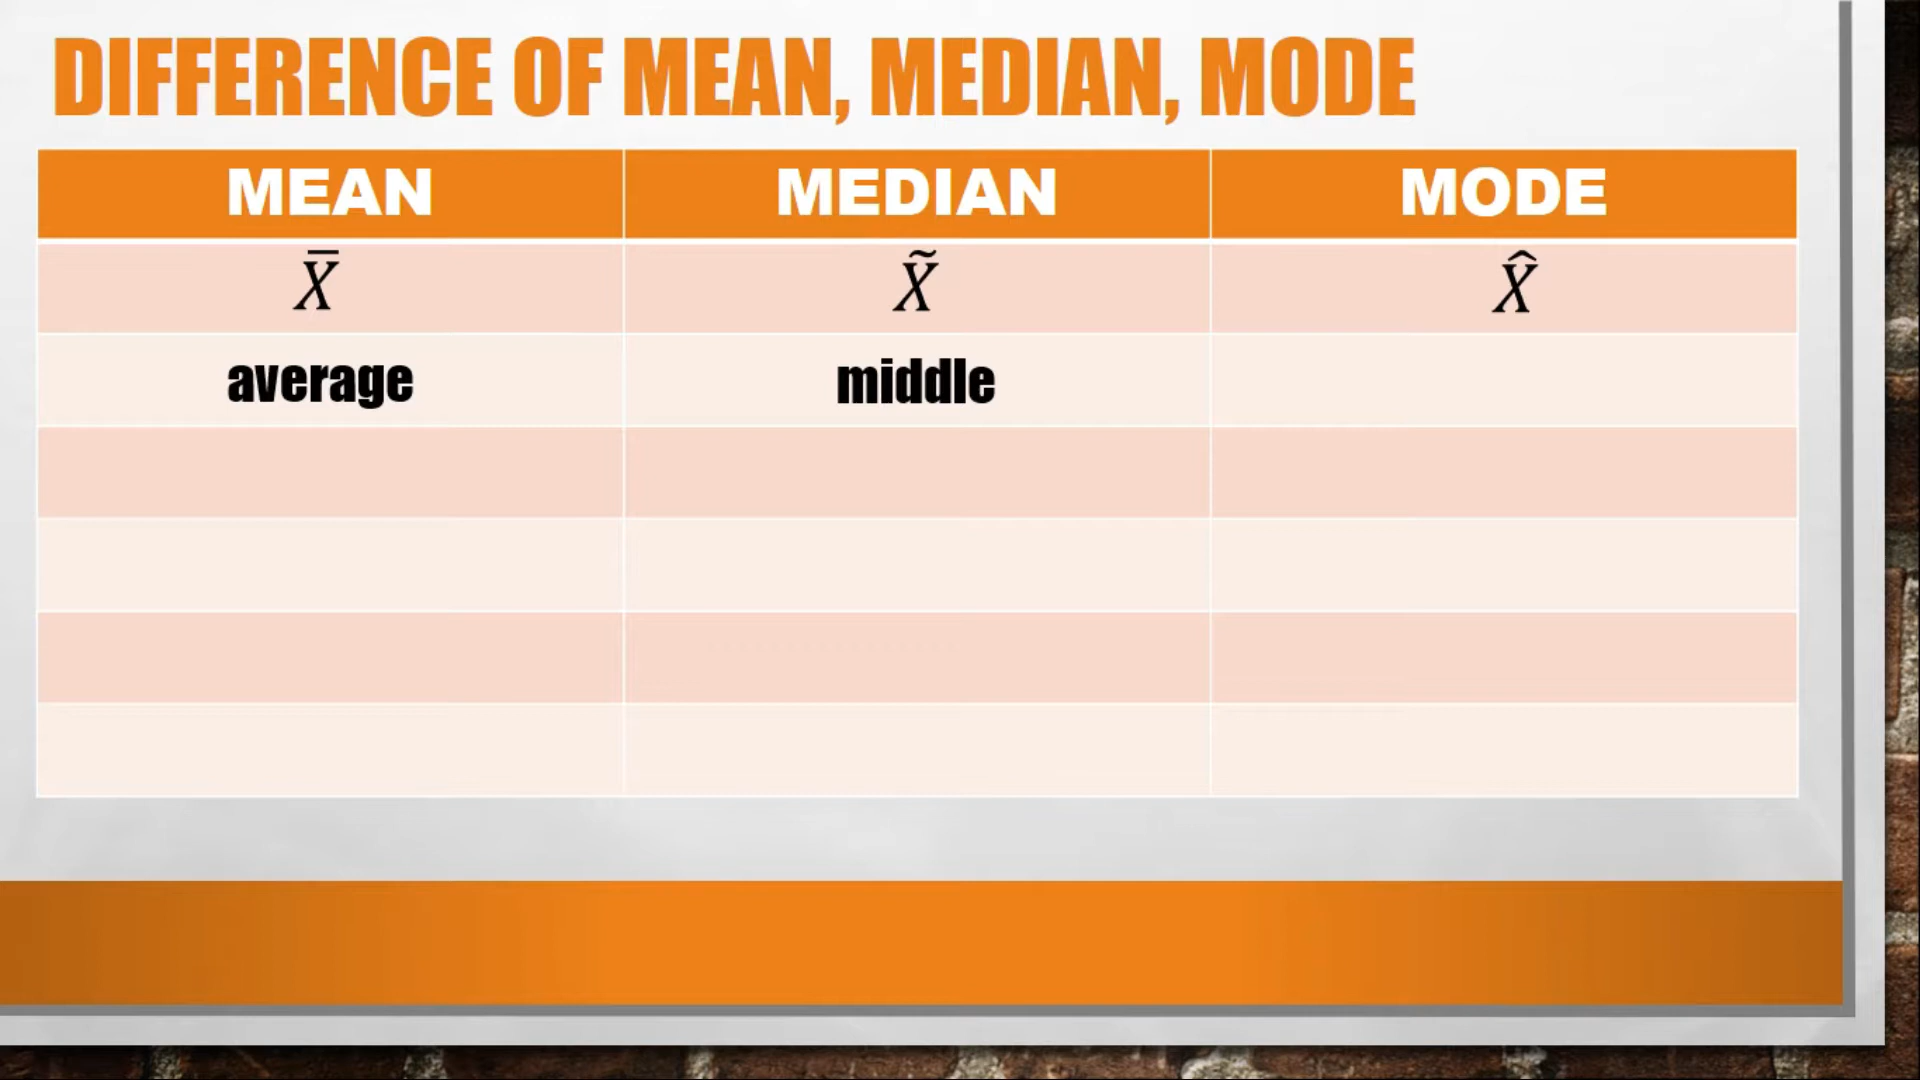 DIFFERENCE OF MEAN, MEDIAN, MODE
MEAN MEDIAN MODE
X̅ X̃ X̂
average middle